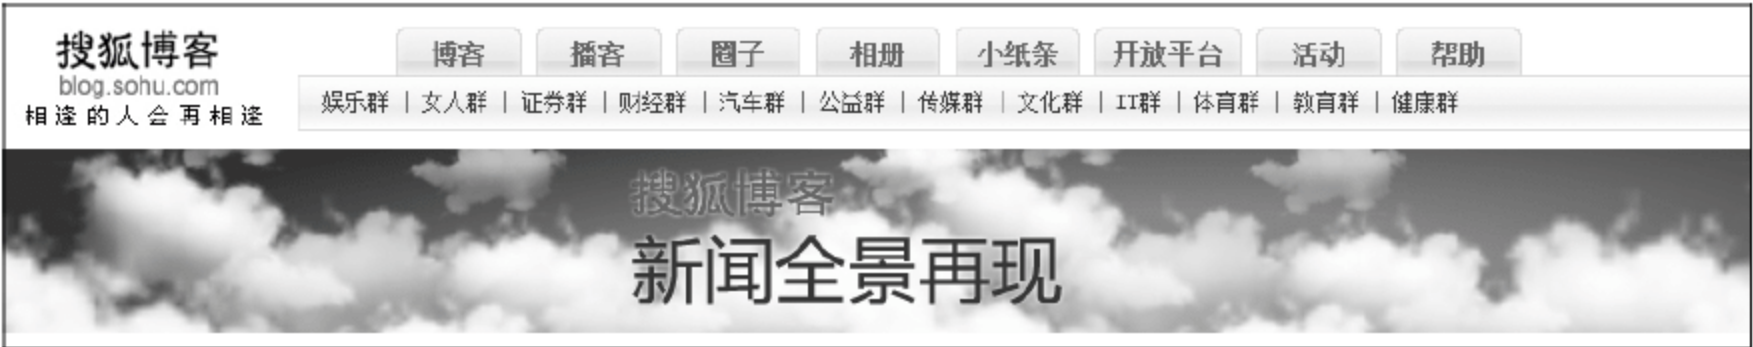 搜狐博客
blog.sohu.com
相逢的人会再相逢
博客 播客 圈子 相册 小纸条 开放平台 活动 帮助
娱乐群 | 女人群 | 证券群 | 财经群 | 汽车群 | 公益群 | 传媒群 | 文化群 | IT群 | 体育群 | 教育群 | 健康群
搜狐博客
新闻全景再现